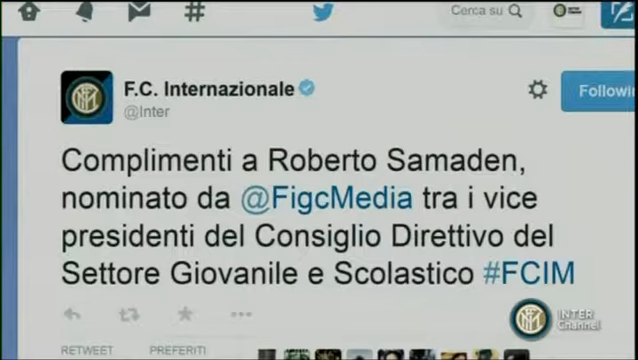 Cerca su
F.C. Internazionale
@Inter
Followin
Complimenti a Roberto Samaden,
nominato da @FigcMedia tra i vice
presidenti del Consiglio Direttivo del
Settore Giovanile e Scolastico #FCIM
INTER
Channel
RETWEET PREFERITI